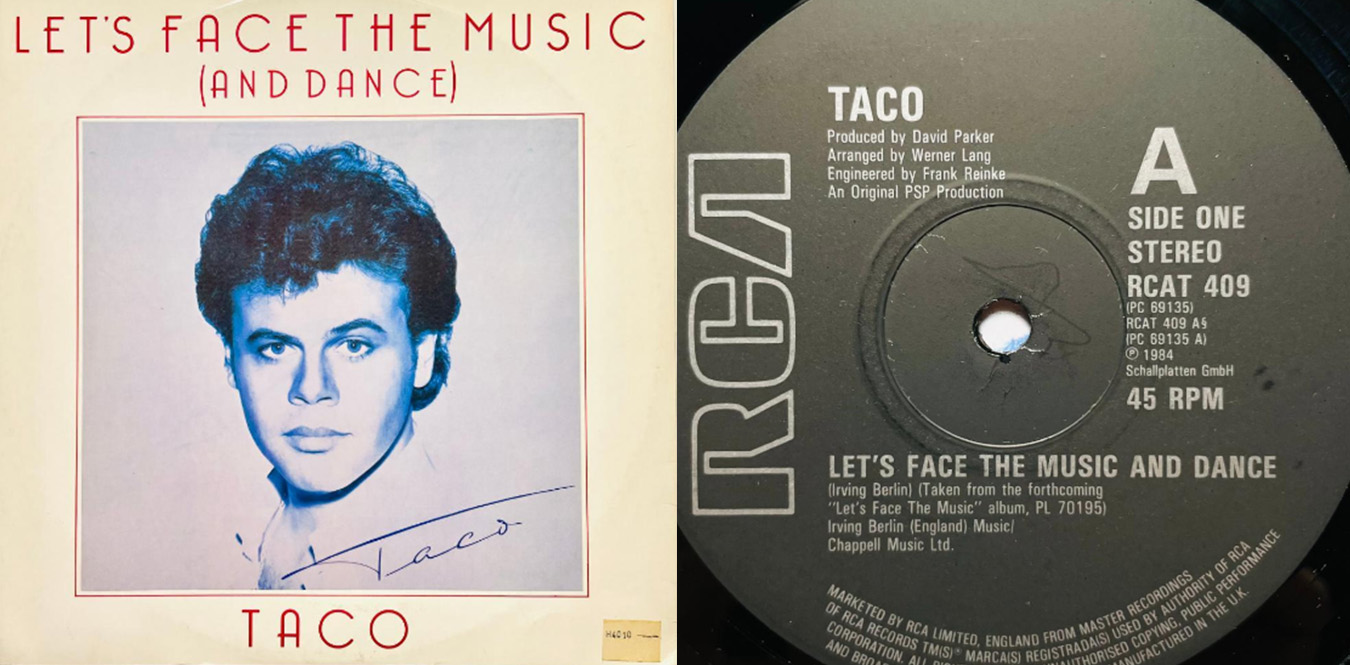 LET'S FACE THE MUSIC
(AND DANCE)
Taco
TACO
H4010
RCA
TACO
Produced by David Parker
Arranged by Werner Lang
Engineered by Frank Reinke
An Original PSP Production
A
SIDE ONE
STEREO
RCAT 409
(PC 69135)
RCAT 409 A§
(PC 69135 A)
℗ 1984
Schallplatten GmbH
45 RPM
LET'S FACE THE MUSIC AND DANCE
(Irving Berlin) (Taken from the forthcoming
"Let's Face The Music" album, PL 70195)
Irving Berlin (England) Music/
Chappell Music Ltd.
MARKETED BY RCA LIMITED, ENGLAND FROM MASTER RECORDINGS
OF RCA RECORDS TM(S)® MARCA(S) REGISTRADA(S) USED BY AUTHORITY OF RCA
CORPORATION. ALL COPYING, PUBLIC PERFORMANCE
AND MANUFACTURED IN THE U.K.